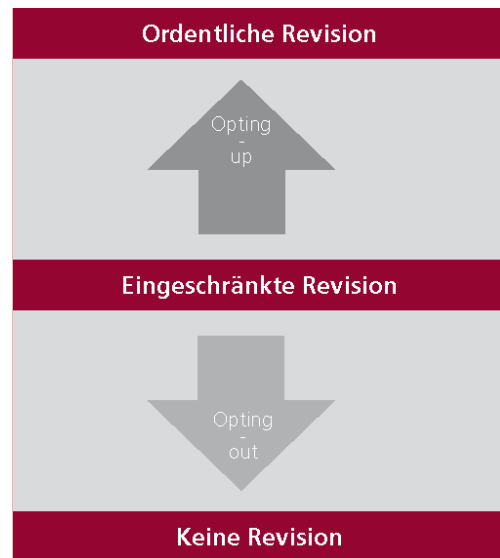 Ordentliche Revision
Opting
-
up
Eingeschränkte Revision
Opting
-
out
Keine Revision